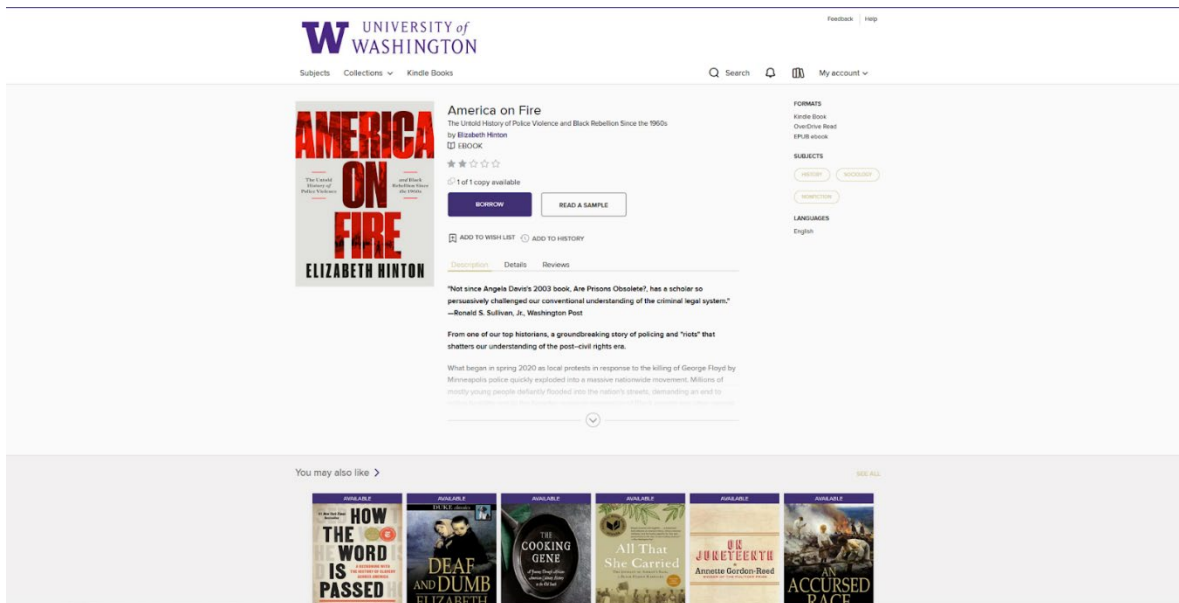 Feedback Help
W UNIVERSITY of
WASHINGTON
Subjects Collections Kindle Books Search My account
AMERICA
ON
FIRE
The Untold
History of
Police Violence
and Black
Rebellion Since
the 1960s
ELIZABETH HINTON
America on Fire
The Untold History of Police Violence and Black Rebellion Since the 1960s
by Elizabeth Hinton
EBOOK
1 of 1 copy available
BORROW READ A SAMPLE
ADD TO WISH LIST ADD TO HISTORY
Description Details Reviews
"Not since Angela Davis's 2003 book, Are Prisons Obsolete?, has a scholar so
persuasively challenged our conventional understanding of the criminal legal system."
—Ronald S. Sullivan, Jr., Washington Post
From one of our top historians, a groundbreaking story of policing and "riots" that
shatters our understanding of the post–civil rights era.
What began in spring 2020 as local protests in response to the killing of George Floyd by
Minneapolis police quickly exploded into a massive nationwide movement. Millions of
mostly young people defiantly flooded into the nation's streets, demanding an end to
FORMATS
Kindle Book
OverDrive Read
EPUB ebook
SUBJECTS
HISTORY SOCIOLOGY
NONFICTION
LANGUAGES
English
You may also like SEE ALL
AVAILABLE AVAILABLE AVAILABLE AVAILABLE AVAILABLE AVAILABLE
HOW
THE
WORD
IS
PASSED
DUKE classics
DEAF
AND DUMB
ELIZABETH
THE
COOKING
GENE
All That
She Carried
ON
JUNETEENTH
Annette Gordon-Reed
AN
ACCURSED
RACE